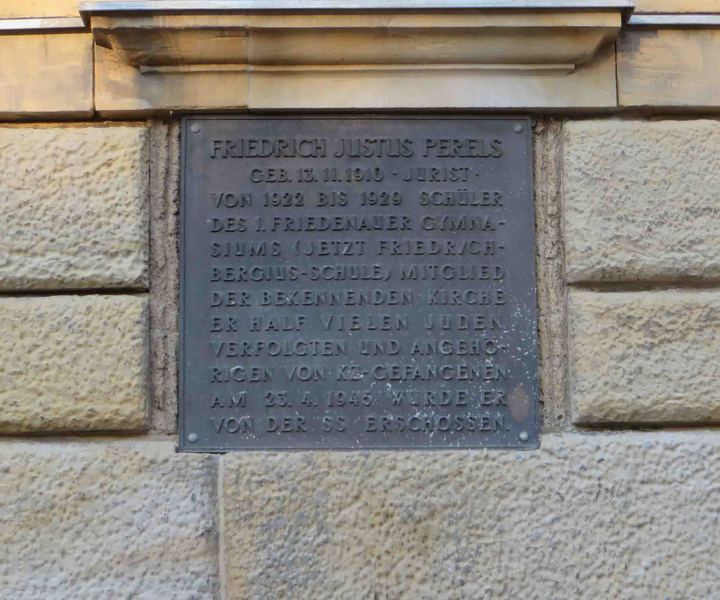 FRIEDRICH JUSTUS PERELS
GEB. 13.11.1910 · JURIST ·
VON 1922 BIS 1929 SCHÜLER
DES 1. FRIEDENAUER GYMNA-
SIUMS (JETZT FRIEDRICH-
BERGIUS-SCHULE) MITGLIED
DER BEKENNENDEN KIRCHE
ER HALF VIELEN JUDEN
VERFOLGTEN UND ANGEHÖ-
RIGEN VON KZ-GEFANGENEN
AM 23.4.1945 WURDE ER
VON DER SS ERSCHOSSEN.